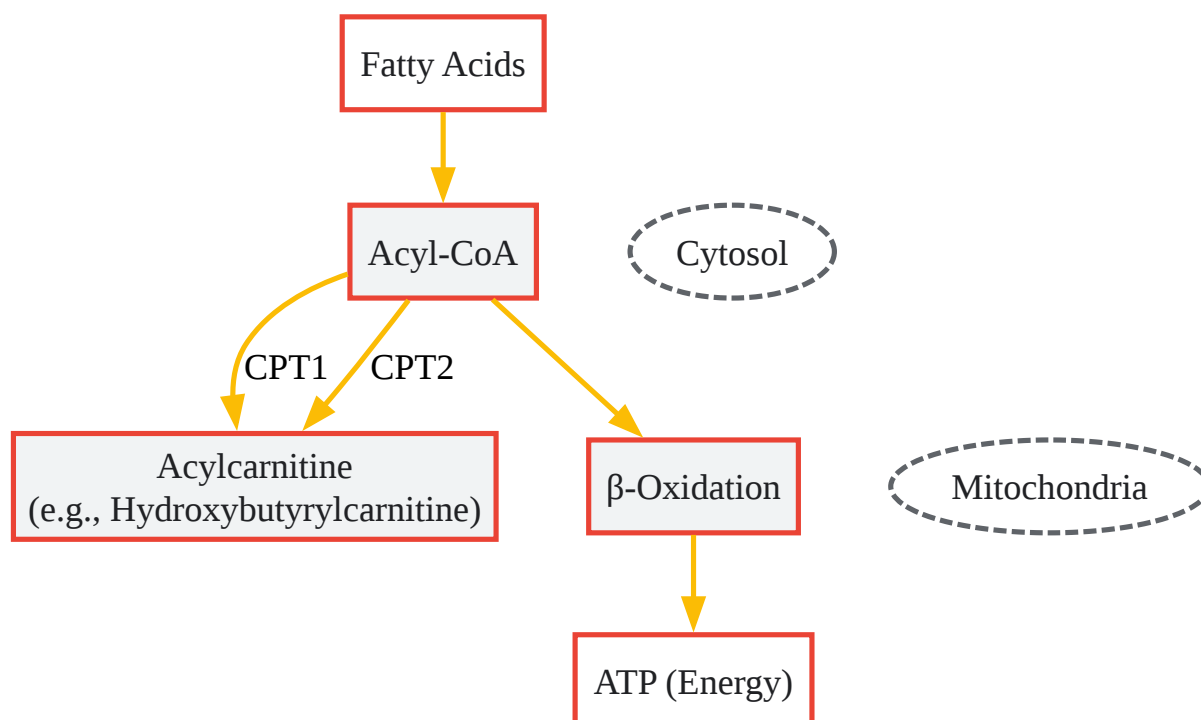 Fatty Acids
Acyl-CoA
Cytosol
CPT1
CPT2
Acylcarnitine
(e.g., Hydroxybutyrylcarnitine)
β-Oxidation
Mitochondria
ATP (Energy)